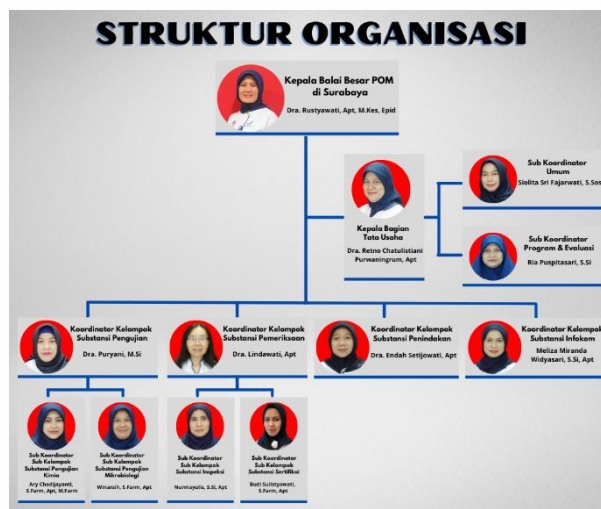 STRUKTUR ORGANISASI
Kepala Balai Besar POM
di Surabaya
Dra. Rustyawati, Apt, M.Kes, Epid
Kepala Bagian
Tata Usaha
Dra. Retno Chatulistiani
Purwaningrum, Apt
Sub Koordinator
Umum
Siolita Sri Fajarwati, S.Sos
Sub Koordinator
Program & Evaluasi
Ria Puspitasari, S.Si
Koordinator Kelompok
Substansi Pengujian
Dra. Puryani, M.Si
Koordinator Kelompok
Substansi Pemeriksaan
Dra. Lindawati, Apt
Koordinator Kelompok
Substansi Penindakan
Dra. Endah Setijowati, Apt
Koordinator Kelompok
Substansi Infokom
Meliza Miranda
Widyasari, S.Si, Apt
Sub Koordinator
Sub Kelompok
Substansi Pengujian
Kimia
Ary Chodijayanti,
S.Farm, Apt, M.Farm
Sub Koordinator
Sub Kelompok
Substansi Pengujian
Mikrobiologi
Winarsih, S.Farm, Apt
Sub Koordinator
Sub Kelompok
Substansi Inspeksi
Nurmayalis, S.Si, Apt
Sub Koordinator
Sub Kelompok
Substansi Sertifikasi
Budi Sulistyowati,
S.Farm, Apt